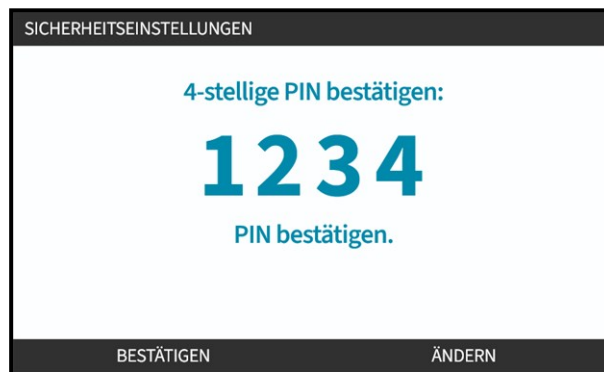 SICHERHEITSEINSTELLUNGEN
4-stellige PIN bestätigen:
1234
PIN bestätigen.
BESTÄTIGEN ÄNDERN